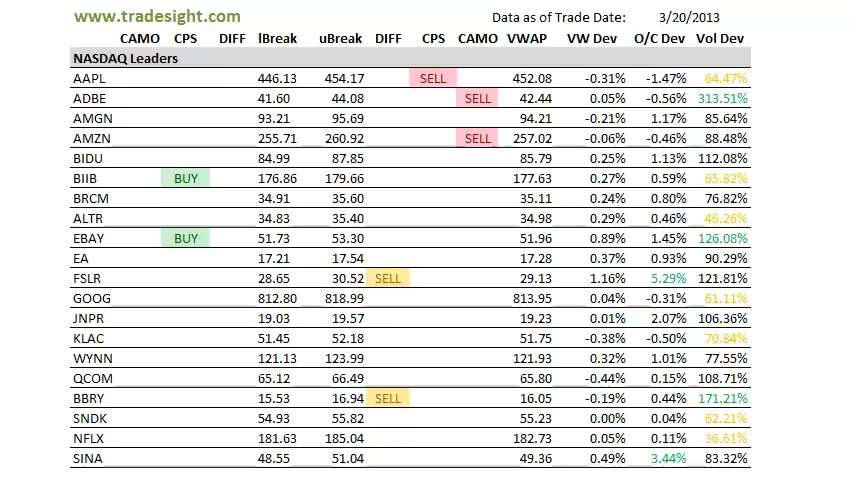 www.tradesight.com Data as of Trade Date: 3/20/2013
CAMO CPS DIFF lBreak uBreak DIFF CPS CAMO VWAP VW Dev O/C Dev Vol Dev
NASDAQ Leaders
AAPL 446.13 454.17 SELL 452.08 -0.31% -1.47% 64.47%
ADBE 41.60 44.08 SELL 42.44 0.05% -0.56% 313.51%
AMGN 93.21 95.69 94.21 -0.21% 1.17% 85.64%
AMZN 255.71 260.92 SELL 257.02 -0.06% -0.46% 88.48%
BIDU 84.99 87.85 85.79 0.25% 1.13% 112.08%
BIIB BUY 176.86 179.66 177.63 0.27% 0.59% 65.82%
BRCM 34.91 35.60 35.11 0.24% 0.80% 76.82%
ALTR 34.83 35.40 34.98 0.29% 0.46% 46.26%
EBAY BUY 51.73 53.30 51.96 0.89% 1.45% 126.08%
EA 17.21 17.54 17.28 0.37% 0.93% 90.29%
FSLR 28.65 30.52 SELL 29.13 1.16% 5.29% 121.81%
GOOG 812.80 818.99 813.95 0.04% -0.31% 61.11%
JNPR 19.03 19.57 19.23 0.01% 2.07% 106.36%
KLAC 51.45 52.18 51.75 -0.38% -0.50% 70.84%
WYNN 121.13 123.99 121.93 0.32% 1.01% 77.55%
QCOM 65.12 66.49 65.80 -0.44% 0.15% 108.71%
BBRY 15.53 16.94 SELL 16.05 -0.19% 0.44% 171.21%
SNDK 54.93 55.82 55.23 0.00% 0.04% 62.21%
NFLX 181.63 185.04 182.73 0.05% 0.11% 36.61%
SINA 48.55 51.04 49.36 0.49% 3.44% 83.32%